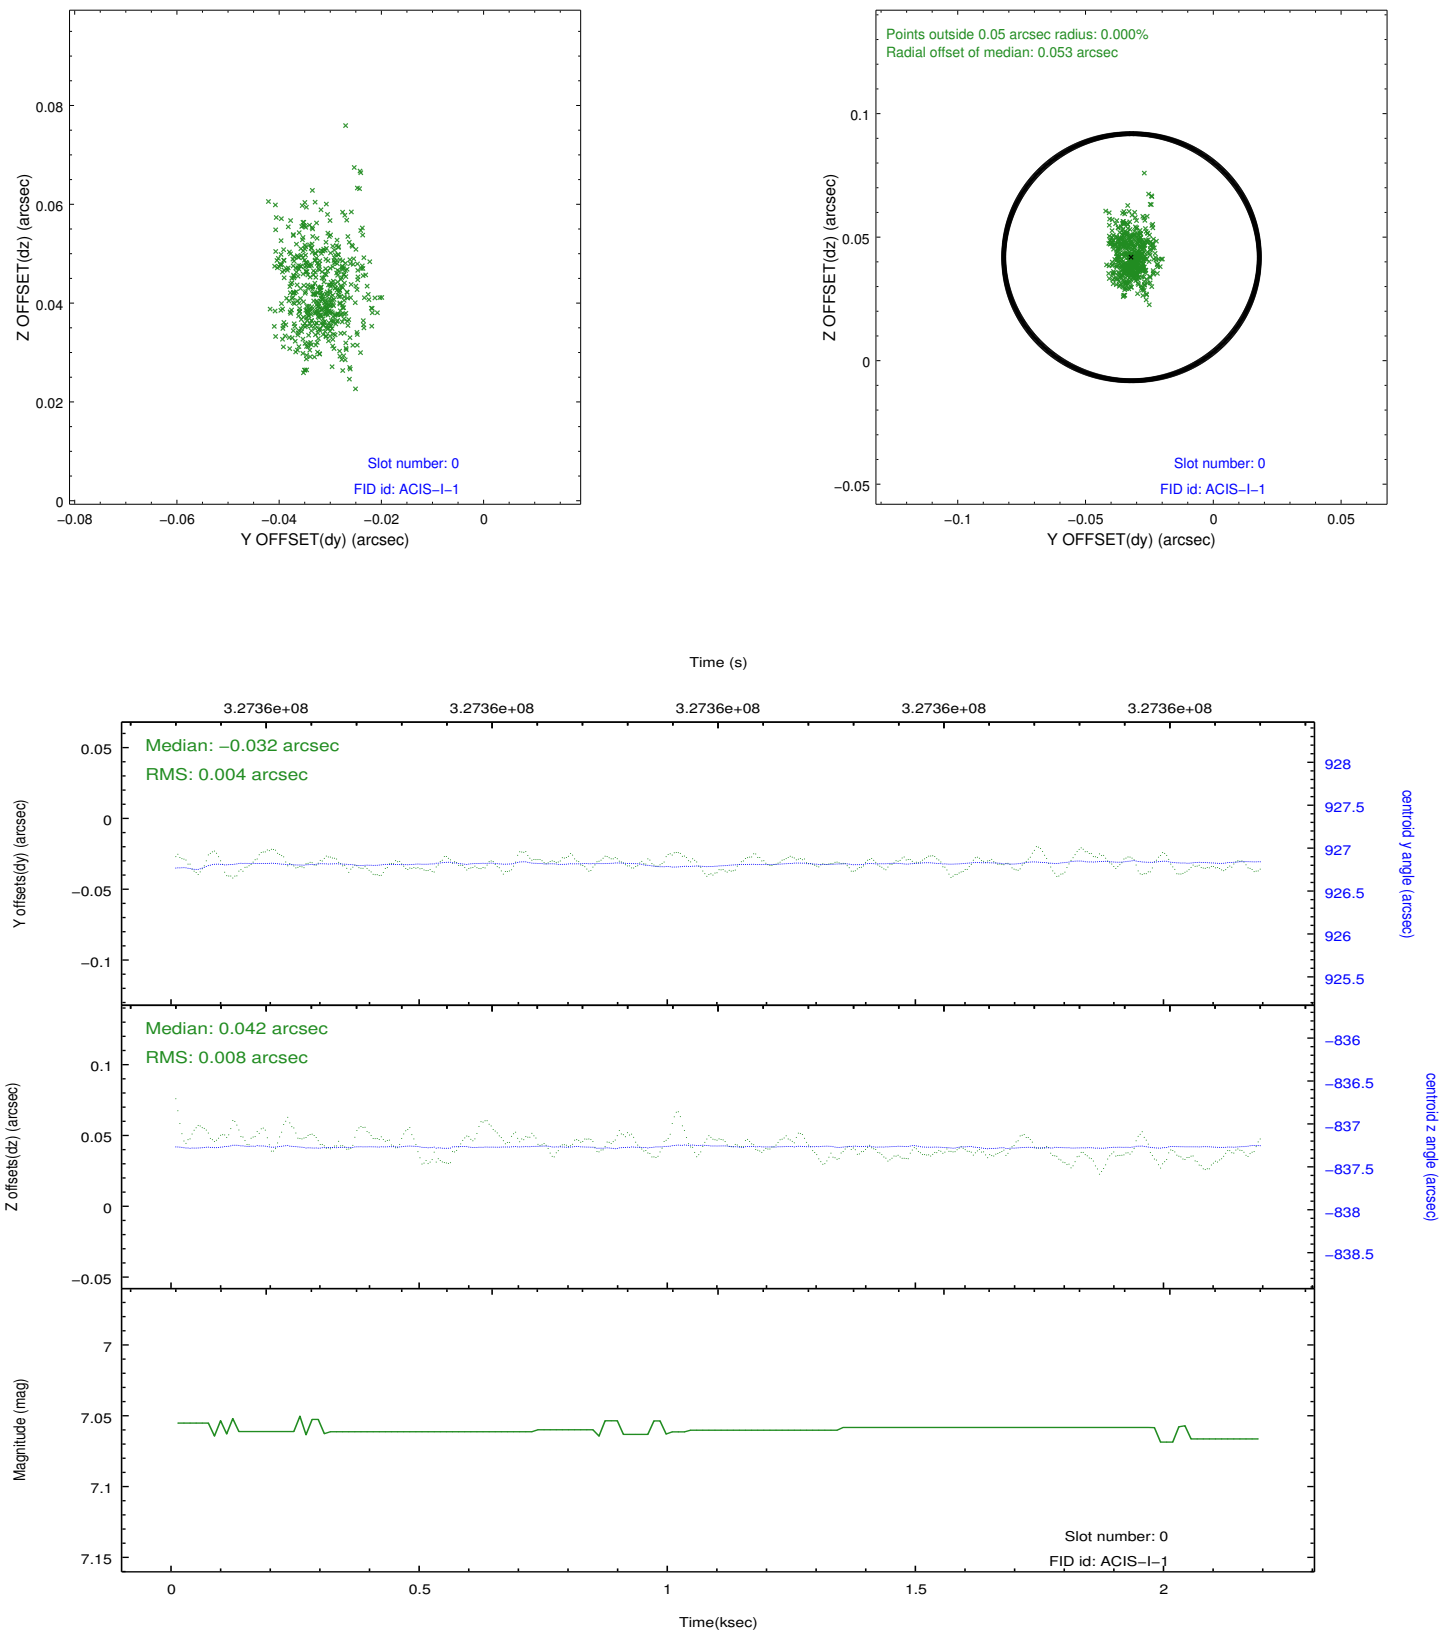 0.08
0.06
0.04
0.02
0
Z OFFSET(dz) (arcsec)
Slot number: 0
FID id: ACIS−I−1
−0.08 −0.06 −0.04 −0.02 0
Y OFFSET(dy) (arcsec)
Points outside 0.05 arcsec radius: 0.000%
Radial offset of median: 0.053 arcsec
0.1
0.05
0
−0.05
Z OFFSET(dz) (arcsec)
Slot number: 0
FID id: ACIS−I−1
−0.1 −0.05 0 0.05
Y OFFSET(dy) (arcsec)
Time (s)
3.2736e+08 3.2736e+08 3.2736e+08 3.2736e+08 3.2736e+08
Median: −0.032 arcsec
RMS: 0.004 arcsec
0.05
0
−0.05
−0.1
Y offsets(dy) (arcsec)
928
927.5
927
926.5
926
925.5
centroid y angle (arcsec)
Median: 0.042 arcsec
RMS: 0.008 arcsec
0.1
0.05
0
−0.05
Z offsets(dz) (arcsec)
−836
−836.5
−837
−837.5
−838
−838.5
centroid z angle (arcsec)
7
7.05
7.1
7.15
Magnitude (mag)
Slot number: 0
FID id: ACIS−I−1
0 0.5 1 1.5 2
Time(ksec)